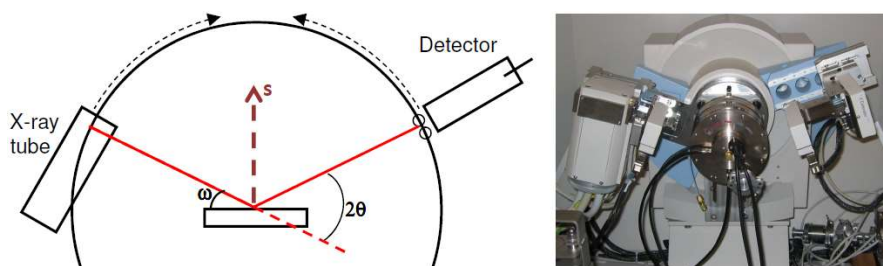 Detector
s
X-ray
tube
ω
2θ